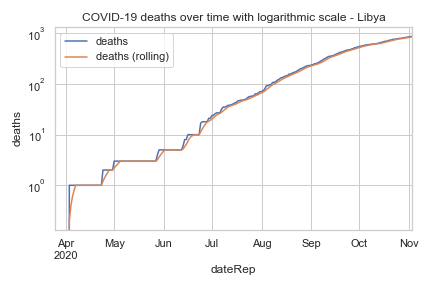 COVID-19 deaths over time with logarithmic scale - Libya
10³
deaths
deaths (rolling)
10²
10¹
10⁰
deaths
Apr May Jun Jul Aug Sep Oct Nov
2020
dateRep